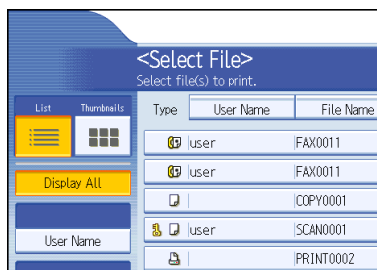 <Select File>
Select file(s) to print.
List Thumbnails
Type User Name File Name
user FAX0011
Display All
user FAX0011
COPY0001
User Name
user SCAN0001
PRINT0002